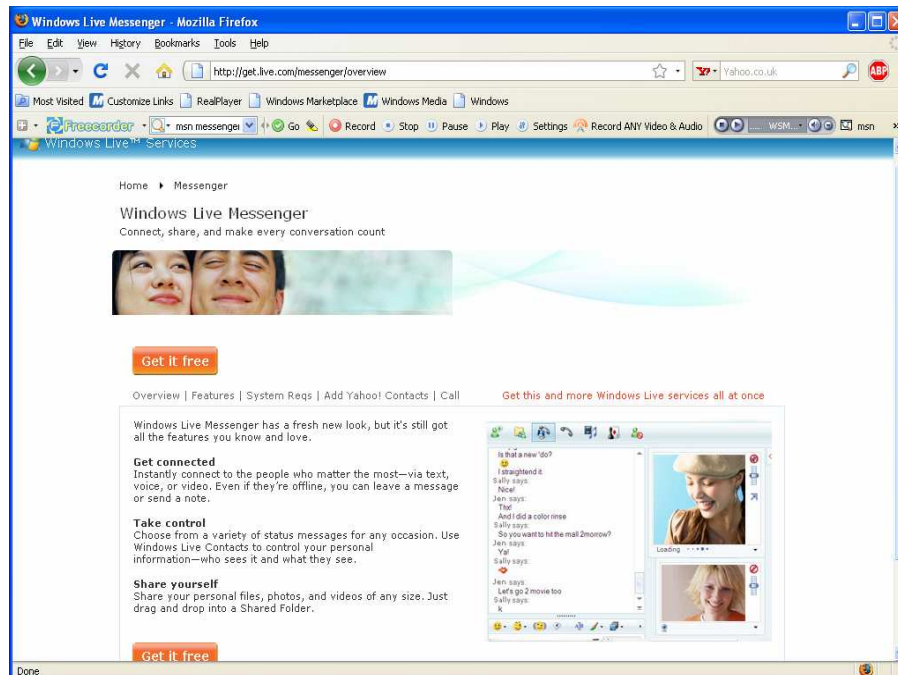 Windows Live Messenger - Mozilla Firefox
File Edit View History Bookmarks Tools Help
http://get.live.com/messenger/overview
Yahoo.co.uk
ABP
Most Visited Customize Links RealPlayer Windows Marketplace Windows Media Windows
Freecorder msn messenger Go Record Stop Pause Play Settings Record ANY Video & Audio WSM... msn »
Windows Live™ Services
Home Messenger
Windows Live Messenger
Connect, share, and make every conversation count
Get it free
Overview | Features | System Reqs | Add Yahoo! Contacts | Call
Get this and more Windows Live services all at once
Windows Live Messenger has a fresh new look, but it's still got
all the features you know and love.
Get connected
Instantly connect to the people who matter the most—via text,
voice, or video. Even if they're offline, you can leave a message
or send a note.
Take control
Choose from a variety of status messages for any occasion. Use
Windows Live Contacts to control your personal
information—who sees it and what they see.
Share yourself
Share your personal files, photos, and videos of any size. Just
drag and drop into a Shared Folder.
Get it free
Is that a new 'do?
I straightend it
Sally says:
Nice!
Jen says:
Thx!
And I did a color rinse
Sally says:
So you want to hit the mall 2morrow?
Jen says:
Ya!
Sally says:
Jen says:
Let's go 2 movie too
Sally says:
k
Loading
Done